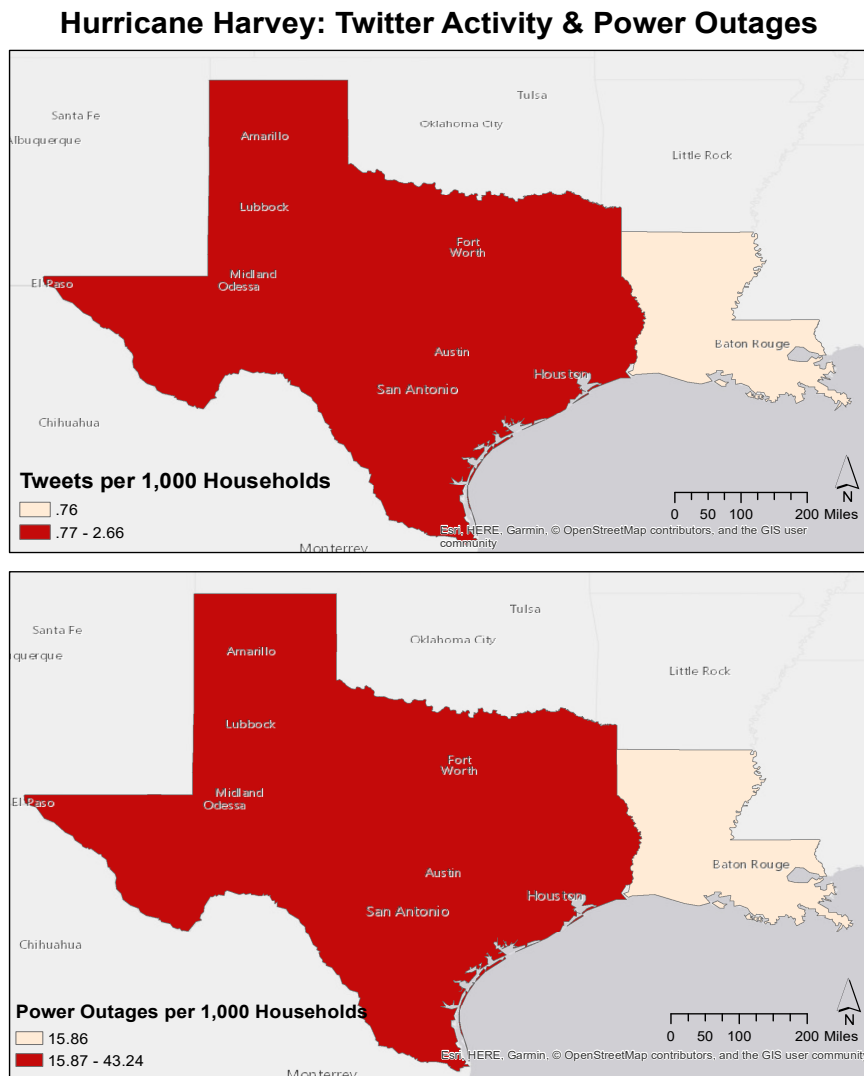 Hurricane Harvey: Twitter Activity & Power Outages
Tulsa
Santa Fe
Oklahoma City
Amarillo
lbuquerque
Little Rock
Lubbock
Fort
Worth
Midland
El Paso
Odessa
Baton Rouge
Austin
Houston
San Antonio
Chihuahua
Tweets per 1,000 Households
.76
.77 - 2.66
N
0 50 100 200 Miles
Esri, HERE, Garmin, © OpenStreetMap contributors, and the GIS user
community
Monterrey
Tulsa
Santa Fe
Oklahoma City
Amarillo
uquerque
Little Rock
Lubbock
Fort
Worth
Midland
El Paso
Odessa
Baton Rouge
Austin
Houston
San Antonio
Chihuahua
Power Outages per 1,000 Households
15.86
15.87 - 43.24
N
0 50 100 200 Miles
Esri, HERE, Garmin, © OpenStreetMap contributors, and the GIS user community
Monterrey